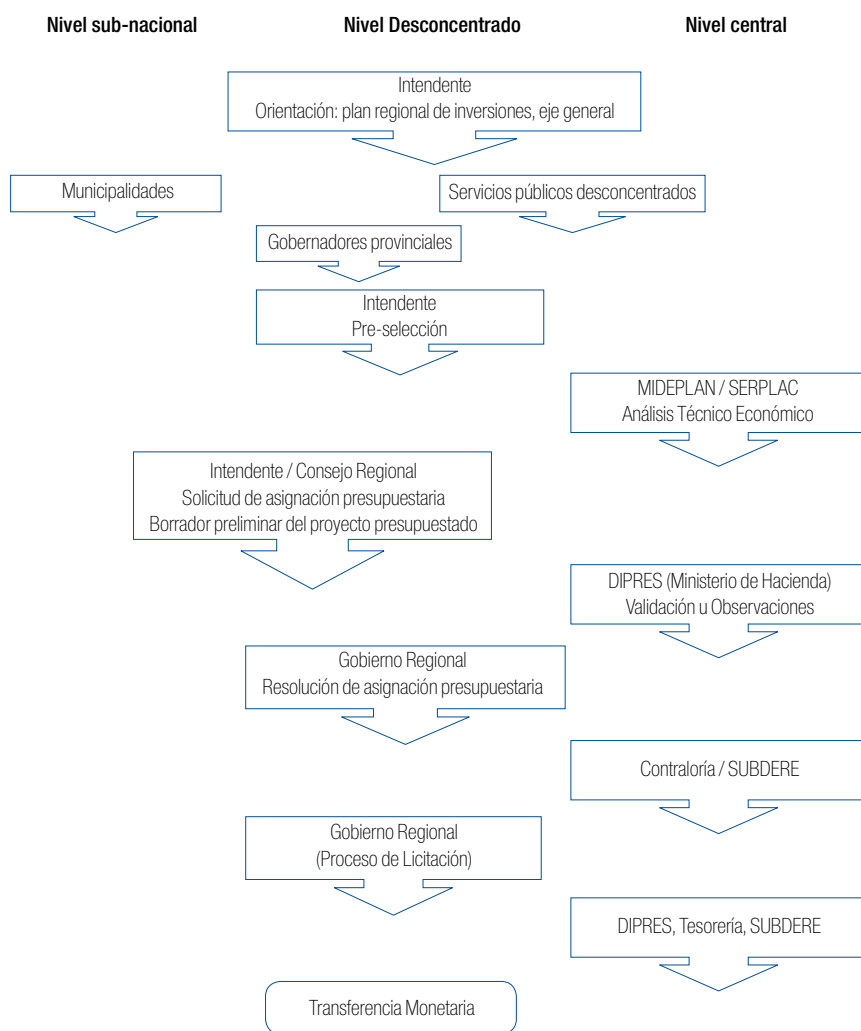 Nivel sub-nacional
Nivel Desconcentrado
Nivel central
Intendente
Orientación: plan regional de inversiones, eje general
Municipalidades
Servicios públicos desconcentrados
Gobernadores provinciales
Intendente
Pre-selección
MIDEPLAN / SERPLAC
Análisis Técnico Económico
Intendente / Consejo Regional
Solicitud de asignación presupuestaria
Borrador preliminar del proyecto presupuestado
DIPRES (Ministerio de Hacienda)
Validación u Observaciones
Gobierno Regional
Resolución de asignación presupuestaria
Contraloría / SUBDERE
Gobierno Regional
(Proceso de Licitación)
DIPRES, Tesorería, SUBDERE
Transferencia Monetaria